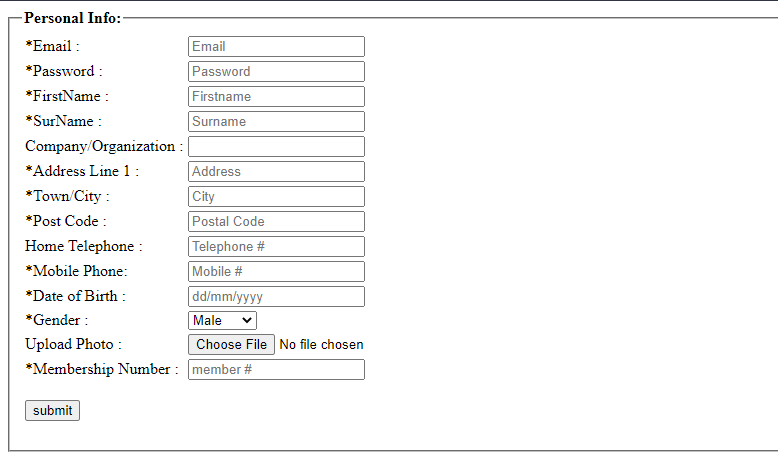 Personal Info:
*Email : Email
*Password : Password
*FirstName : Firstname
*SurName : Surname
Company/Organization :
*Address Line 1 : Address
*Town/City : City
*Post Code : Postal Code
Home Telephone : Telephone #
*Mobile Phone: Mobile #
*Date of Birth : dd/mm/yyyy
*Gender : Male
Upload Photo : Choose File No file chosen
*Membership Number : member #
submit